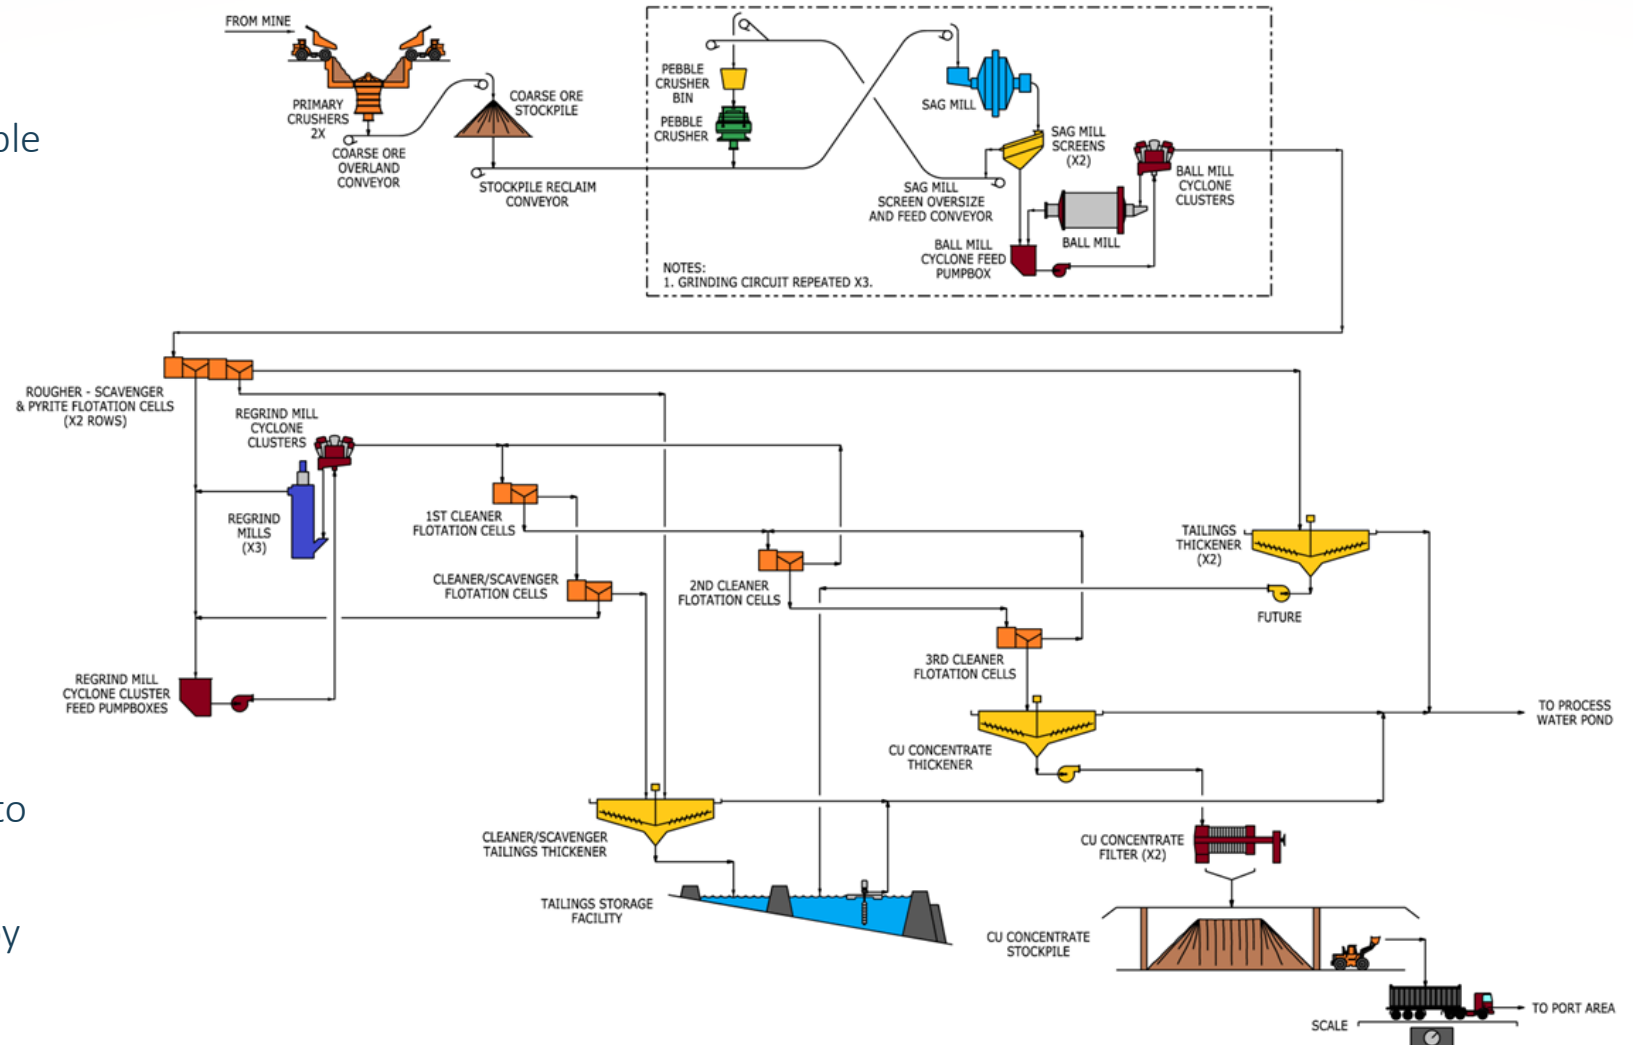 FROM MINE
PRIMARY
CRUSHERS
2X
COARSE ORE
OVERLAND
CONVEYOR
COARSE ORE
STOCKPILE
STOCKPILE RECLAIM
CONVEYOR
PEBBLE
CRUSHER
BIN
PEBBLE
CRUSHER
SAG MILL
SAG MILL
SCREENS
(X2)
SAG MILL
SCREEN OVERSIZE
AND FEED CONVEYOR
BALL MILL
CYCLONE
CLUSTERS
BALL MILL
BALL MILL
CYCLONE FEED
PUMPBOX
NOTES:
1. GRINDING CIRCUIT REPEATED X3.
ROUGHER - SCAVENGER
& PYRITE FLOTATION CELLS
(X2 ROWS)
REGRIND MILL
CYCLONE
CLUSTERS
REGRIND
MILLS
(X3)
1ST CLEANER
FLOTATION CELLS
CLEANER/SCAVENGER
FLOTATION CELLS
2ND CLEANER
FLOTATION CELLS
TAILINGS
THICKENER
(X2)
FUTURE
3RD CLEANER
FLOTATION CELLS
REGRIND MILL
CYCLONE CLUSTER
FEED PUMPBOXES
TO PROCESS
WATER POND
CU CONCENTRATE
THICKENER
CLEANER/SCAVENGER
TAILINGS THICKENER
CU CONCENTRATE
FILTER (X2)
TAILINGS STORAGE
FACILITY
CU CONCENTRATE
STOCKPILE
TO PORT AREA
SCALE